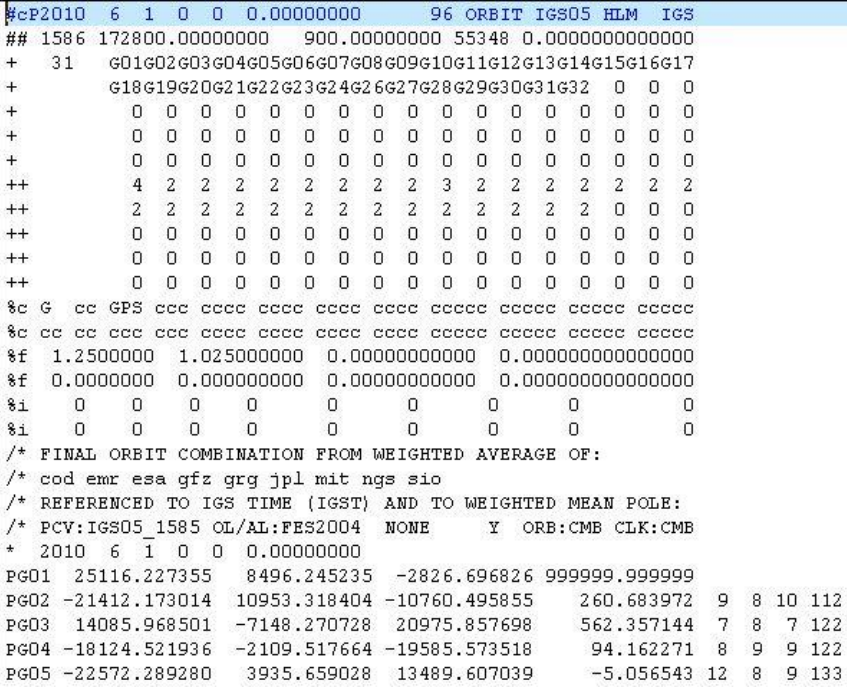 #cP2010  6  1  0  0  0.00000000      96 ORBIT IGS05 HLM  IGS
## 1586 172800.00000000   900.00000000 55348 0.0000000000000
+   31   G01G02G03G04G05G06G07G08G09G10G11G12G13G14G15G16G17
+        G18G19G20G21G22G23G24G26G27G28G29G30G31G32  0  0  0
+          0  0  0  0  0  0  0  0  0  0  0  0  0  0  0  0  0
+          0  0  0  0  0  0  0  0  0  0  0  0  0  0  0  0  0
+          0  0  0  0  0  0  0  0  0  0  0  0  0  0  0  0  0
++         4  2  2  2  2  2  2  2  2  3  2  2  2  2  2  2  2
++         2  2  2  2  2  2  2  2  2  2  2  2  2  2  0  0  0
++         0  0  0  0  0  0  0  0  0  0  0  0  0  0  0  0  0
++         0  0  0  0  0  0  0  0  0  0  0  0  0  0  0  0  0
++         0  0  0  0  0  0  0  0  0  0  0  0  0  0  0  0  0
%c G  cc GPS ccc cccc cccc cccc cccc ccccc ccccc ccccc ccccc
%c cc cc ccc ccc cccc cccc cccc cccc ccccc ccccc ccccc ccccc
%f  1.2500000  1.025000000  0.00000000000  0.000000000000000
%f  0.0000000  0.000000000  0.00000000000  0.000000000000000
%i    0    0    0    0      0      0      0      0         0
%i    0    0    0    0      0      0      0      0         0
/* FINAL ORBIT COMBINATION FROM WEIGHTED AVERAGE OF:
/* cod emr esa gfz grg jpl mit ngs sio
/* REFERENCED TO IGS TIME (IGST) AND TO WEIGHTED MEAN POLE:
/* PCV:IGS05_1585 OL/AL:FES2004  NONE     Y  ORB:CMB CLK:CMB
*  2010  6  1  0  0  0.00000000
PG01  25116.227355   8496.245235  -2826.696826 999999.999999
PG02 -21412.173014  10953.318404 -10760.495855    260.683972  9  8 10 112
PG03  14085.968501  -7148.270728  20975.857698    562.357144  7  8  7 122
PG04 -18124.521936  -2109.517664 -19585.573518     94.162271  8  9  9 122
PG05 -22572.289280   3935.659028  13489.607039     -5.056543 12  8  9 133